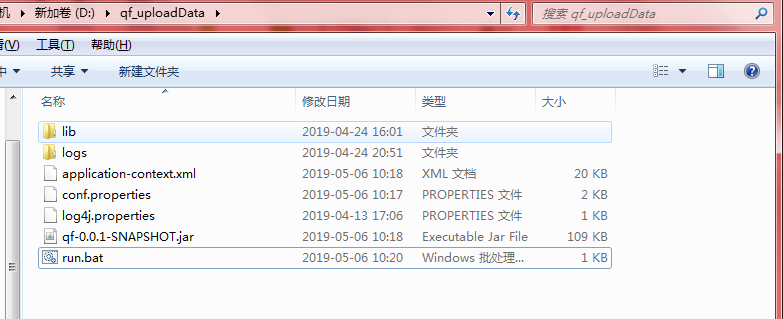 机 ▸ 新加卷 (D:) ▸ qf_uploadData
搜索 qf_uploadData
(V) 工具(T) 帮助(H)
中 共享 新建文件夹
名称 修改日期 类型 大小
lib 2019-04-24 16:01 文件夹
logs 2019-04-24 20:51 文件夹
application-context.xml 2019-05-06 10:18 XML 文档 20 KB
conf.properties 2019-05-06 10:17 PROPERTIES 文件 2 KB
log4j.properties 2019-04-13 17:06 PROPERTIES 文件 1 KB
qf-0.0.1-SNAPSHOT.jar 2019-05-06 10:18 Executable Jar File 109 KB
run.bat 2019-05-06 10:20 Windows 批处理... 1 KB